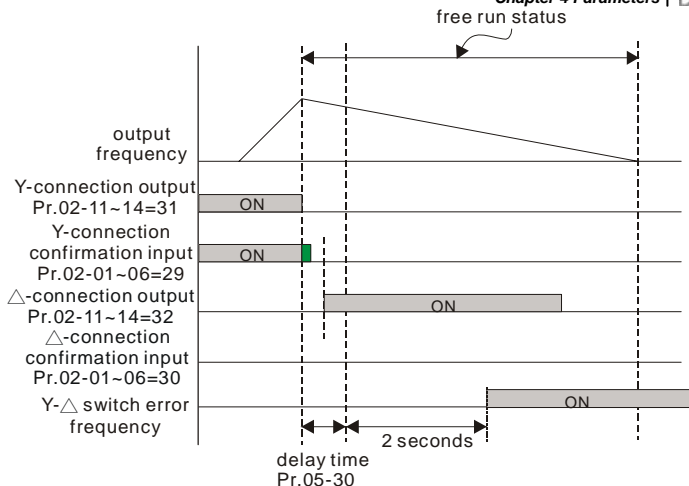 Chapter 4 Parameters |
free run status
output
frequency
Y-connection output
Pr.02-11~14=31
ON
Y-connection
confirmation input
Pr.02-01~06=29
ON
△-connection output
Pr.02-11~14=32
ON
△-connection
confirmation input
Pr.02-01~06=30
Y-△ switch error
frequency
ON
2 seconds
delay time
Pr.05-30